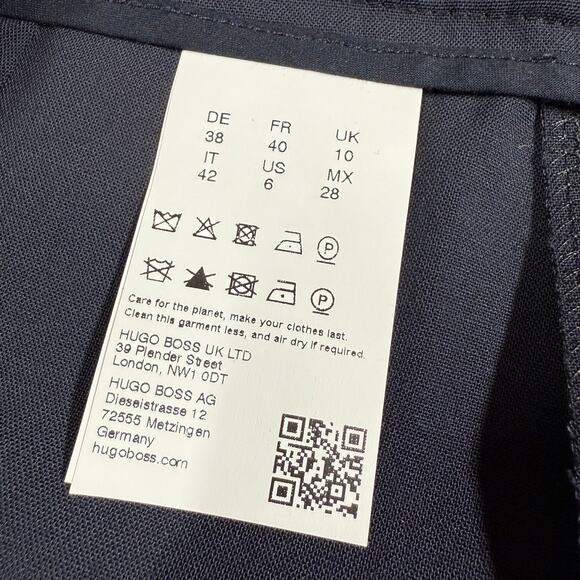 DE FR UK
38 40 10
IT US MX
42 6 28
P
P
Care for the planet, make your clothes last.
Clean this garment less, and air dry if required.
HUGO BOSS UK LTD
39 Plender Street
London, NW1 0DT
HUGO BOSS AG
Dieselstrasse 12
72555 Metzingen
Germany
hugoboss.com